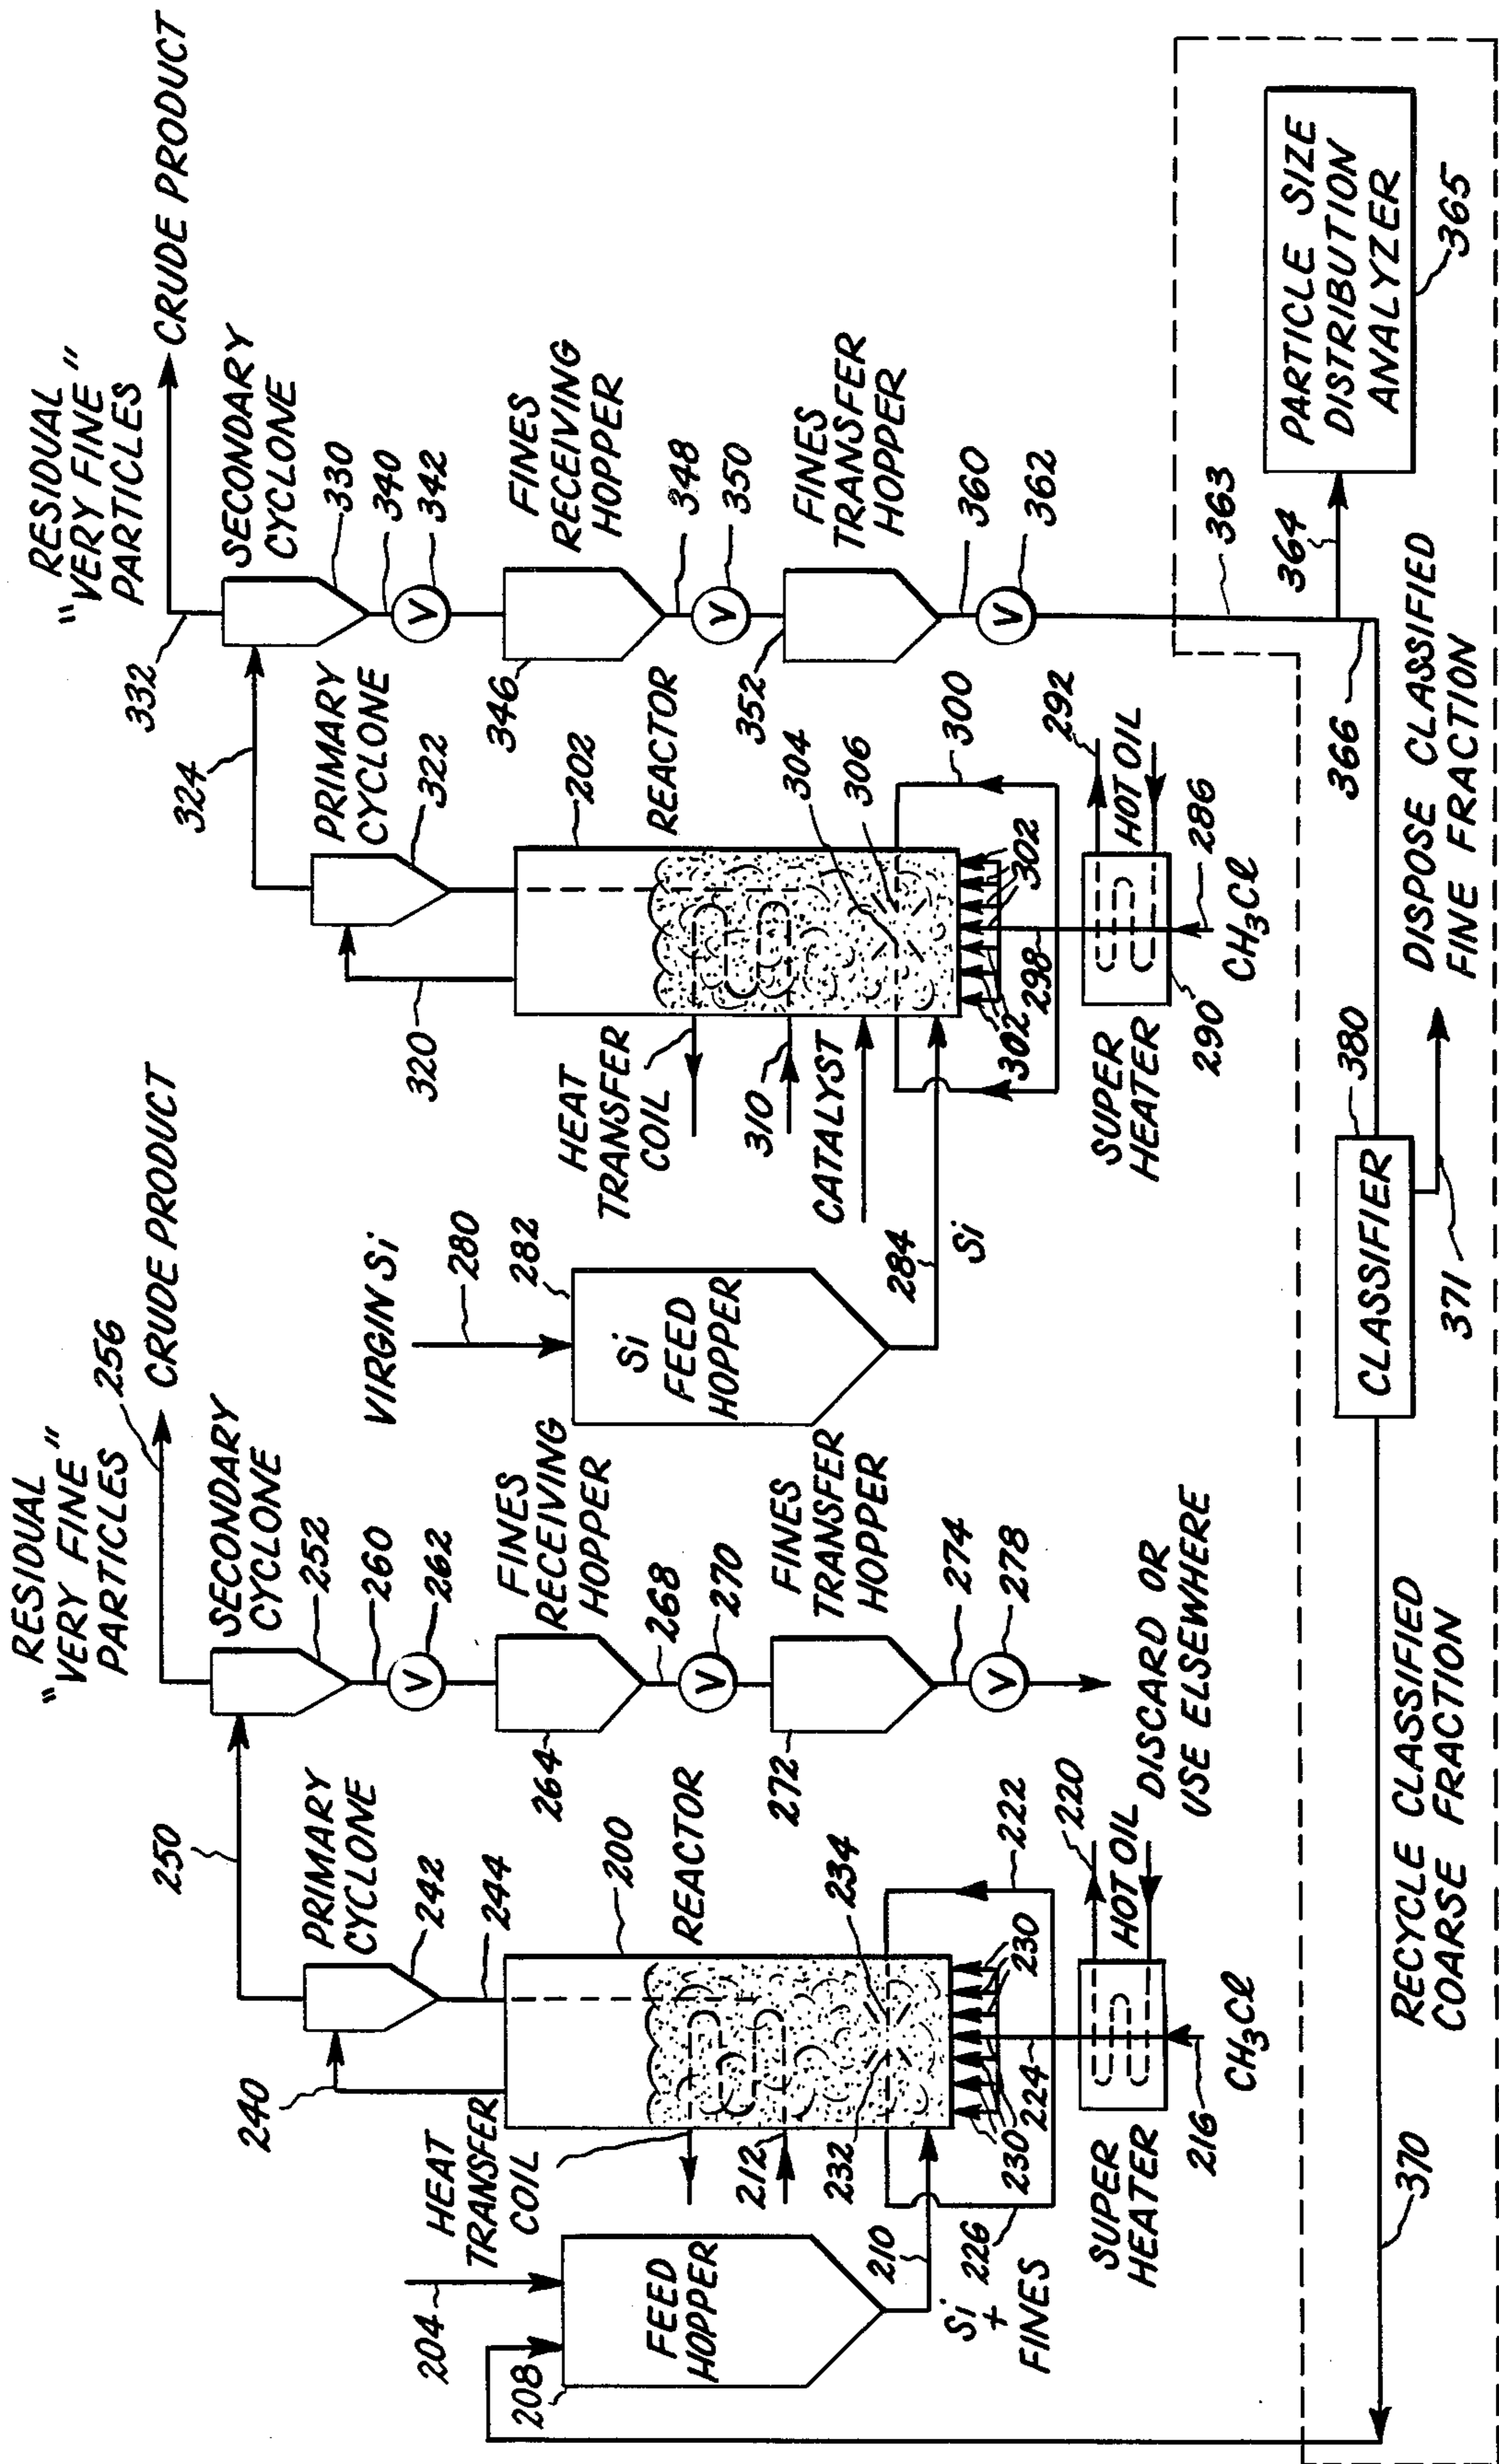 RESIDUAL
"VERY FINE"
PARTICLES
256
CRUDE PRODUCT
250
SECONDARY
CYCLONE
252
260
262
PRIMARY
CYCLONE
242
244
240
FINES
RECEIVING
HOPPER
264
268
270
FINES
TRANSFER
HOPPER
272
274
278
DISCARD OR
USE ELSEWHERE
204
208
FEED
HOPPER
210
Si
+
FINES
HEAT
TRANSFER
COIL
212
200
REACTOR
232
234
222
226
230
224
230
SUPER
HEATER
220
HOT OIL
216
CH3Cl
RESIDUAL
"VERY FINE"
PARTICLES
332
CRUDE PRODUCT
324
SECONDARY
CYCLONE
330
340
342
PRIMARY
CYCLONE
322
320
FINES
RECEIVING
HOPPER
346
348
350
FINES
TRANSFER
HOPPER
352
360
362
VIRGIN Si
280
282
Si
FEED
HOPPER
284
Si
HEAT
TRANSFER
COIL
310
CATALYST
202
REACTOR
304
306
300
302
298
302
SUPER
HEATER
290
292
HOT OIL
286
CH3Cl
363
364
PARTICLE SIZE
DISTRIBUTION
ANALYZER
365
366
380
CLASSIFIER
371
DISPOSE CLASSIFIED
FINE FRACTION
370
RECYCLE CLASSIFIED
COARSE FRACTION
V
V
V
V
V
V